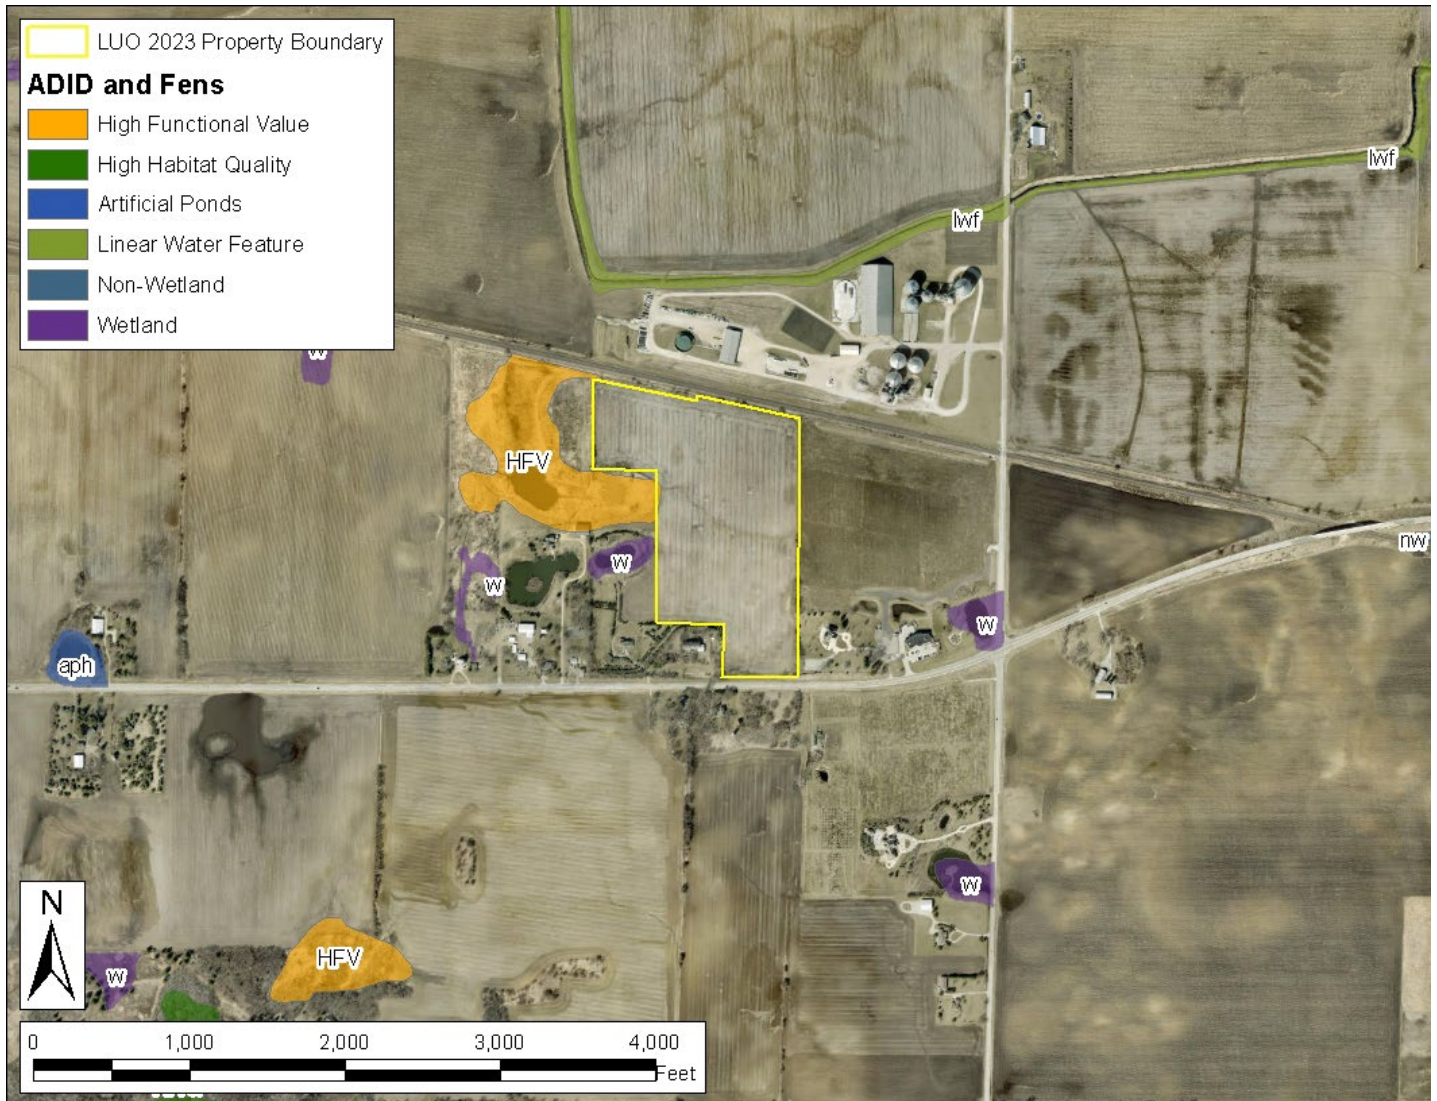 LUO 2023 Property Boundary
ADID and Fens
High Functional Value
High Habitat Quality
Artificial Ponds
Linear Water Feature
Non-Wetland
Wetland
lwf
lwf
w
HFV
nw
w
w
w
aph
w
N
HFV
w
0 1,000 2,000 3,000 4,000
Feet